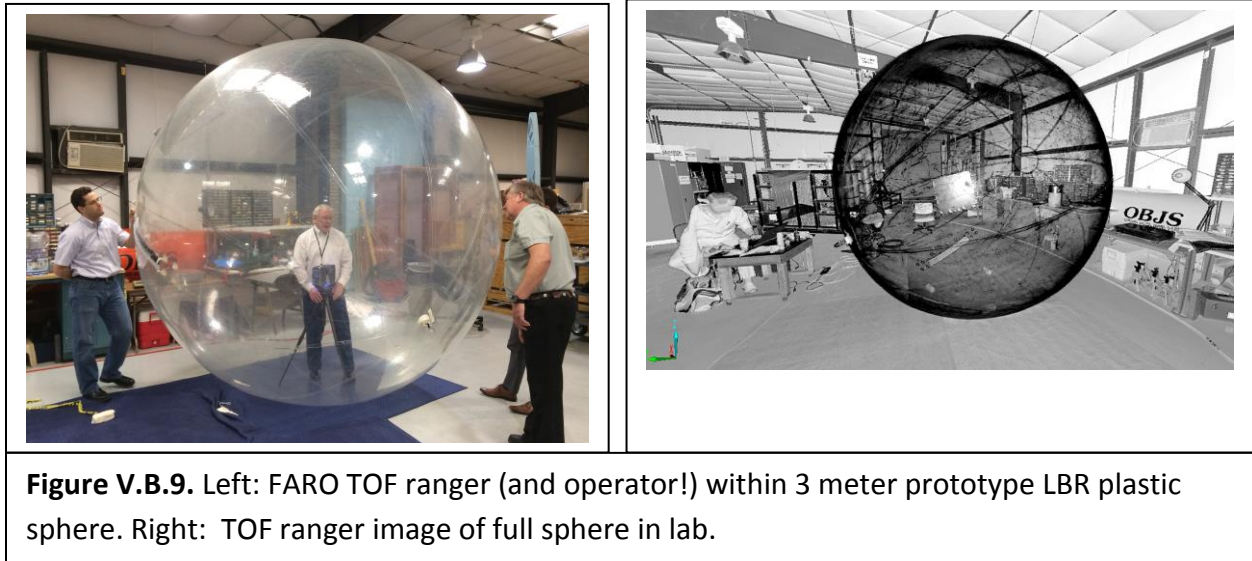 OBJS
Figure V.B.9. Left: FARO TOF ranger (and operator!) within 3 meter prototype LBR plastic
sphere. Right: TOF ranger image of full sphere in lab.